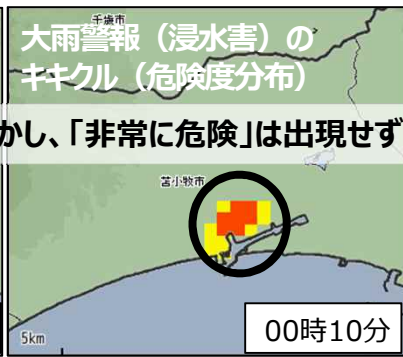 千歳市
大雨警報（浸水害）の
キキクル（危険度分布）
かし、「非常に危険」は出現せず
苫小牧市
5km
00時10分